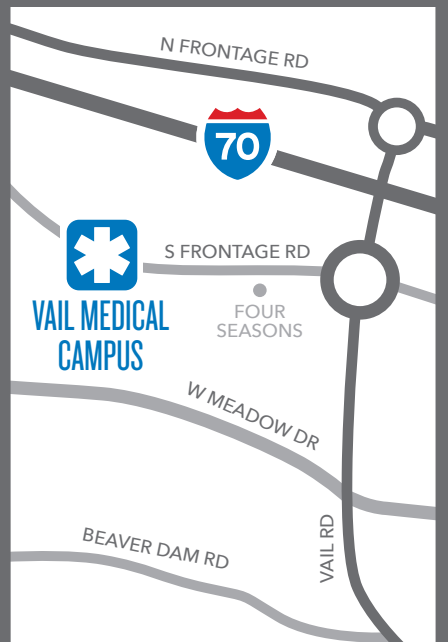 N FRONTAGE RD
70
S FRONTAGE RD
VAIL MEDICAL
CAMPUS
FOUR
SEASONS
W MEADOW DR
VAIL RD
BEAVER DAM RD